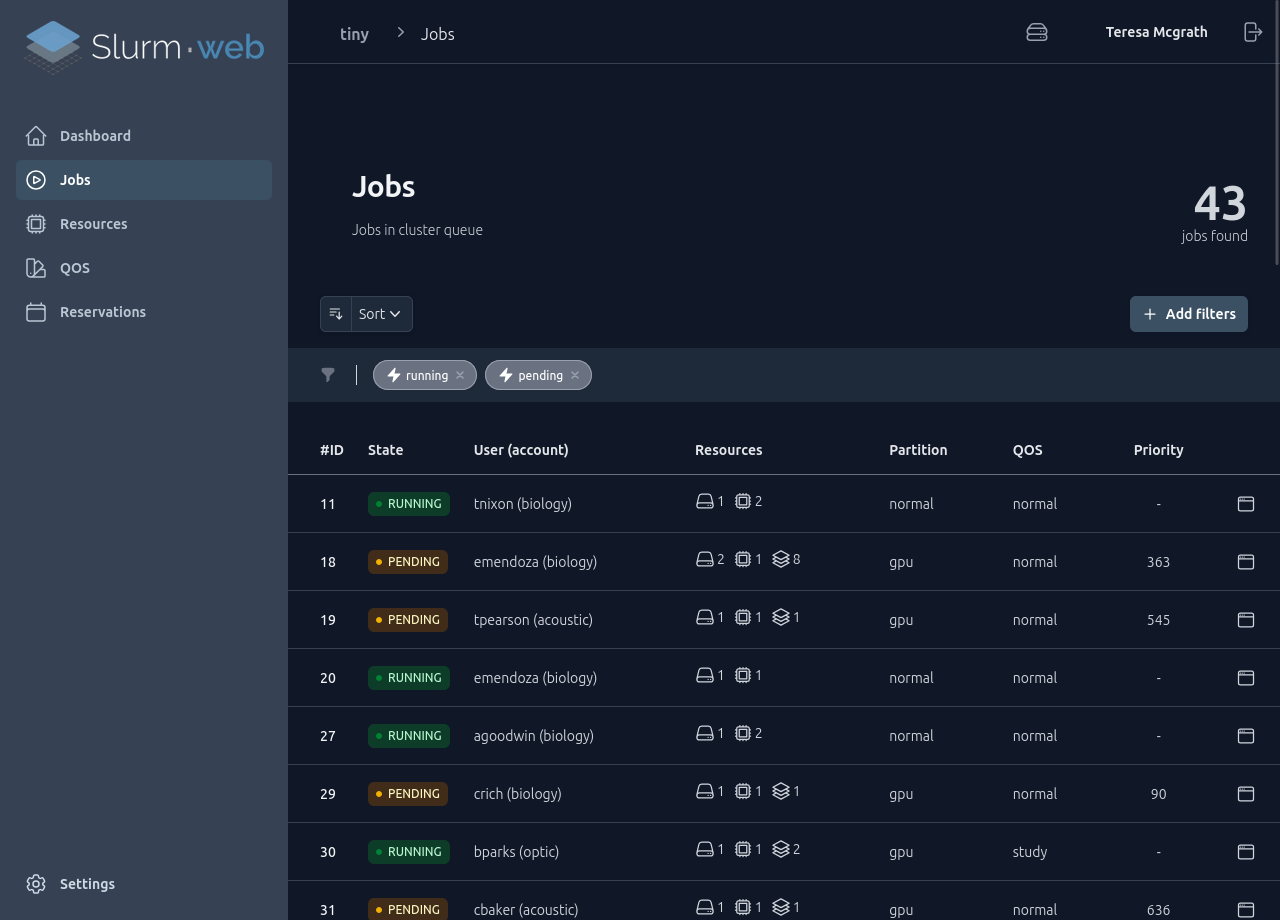 Slurm·web
tiny > Jobs
Teresa Mcgrath
Dashboard
Jobs
Resources
QOS
Reservations
Settings
Jobs
Jobs in cluster queue
43
jobs found
Sort
+ Add filters
running ×
pending ×
#ID State User (account) Resources Partition QOS Priority
11 RUNNING tnixon (biology) 1 2 normal normal -
18 PENDING emendoza (biology) 2 1 8 gpu normal 363
19 PENDING tpearson (acoustic) 1 1 1 gpu normal 545
20 RUNNING emendoza (biology) 1 1 normal normal -
27 RUNNING agoodwin (biology) 1 2 normal normal -
29 PENDING crich (biology) 1 1 1 gpu normal 90
30 RUNNING bparks (optic) 1 1 2 gpu study -
31 PENDING cbaker (acoustic) 1 1 1 gpu normal 636